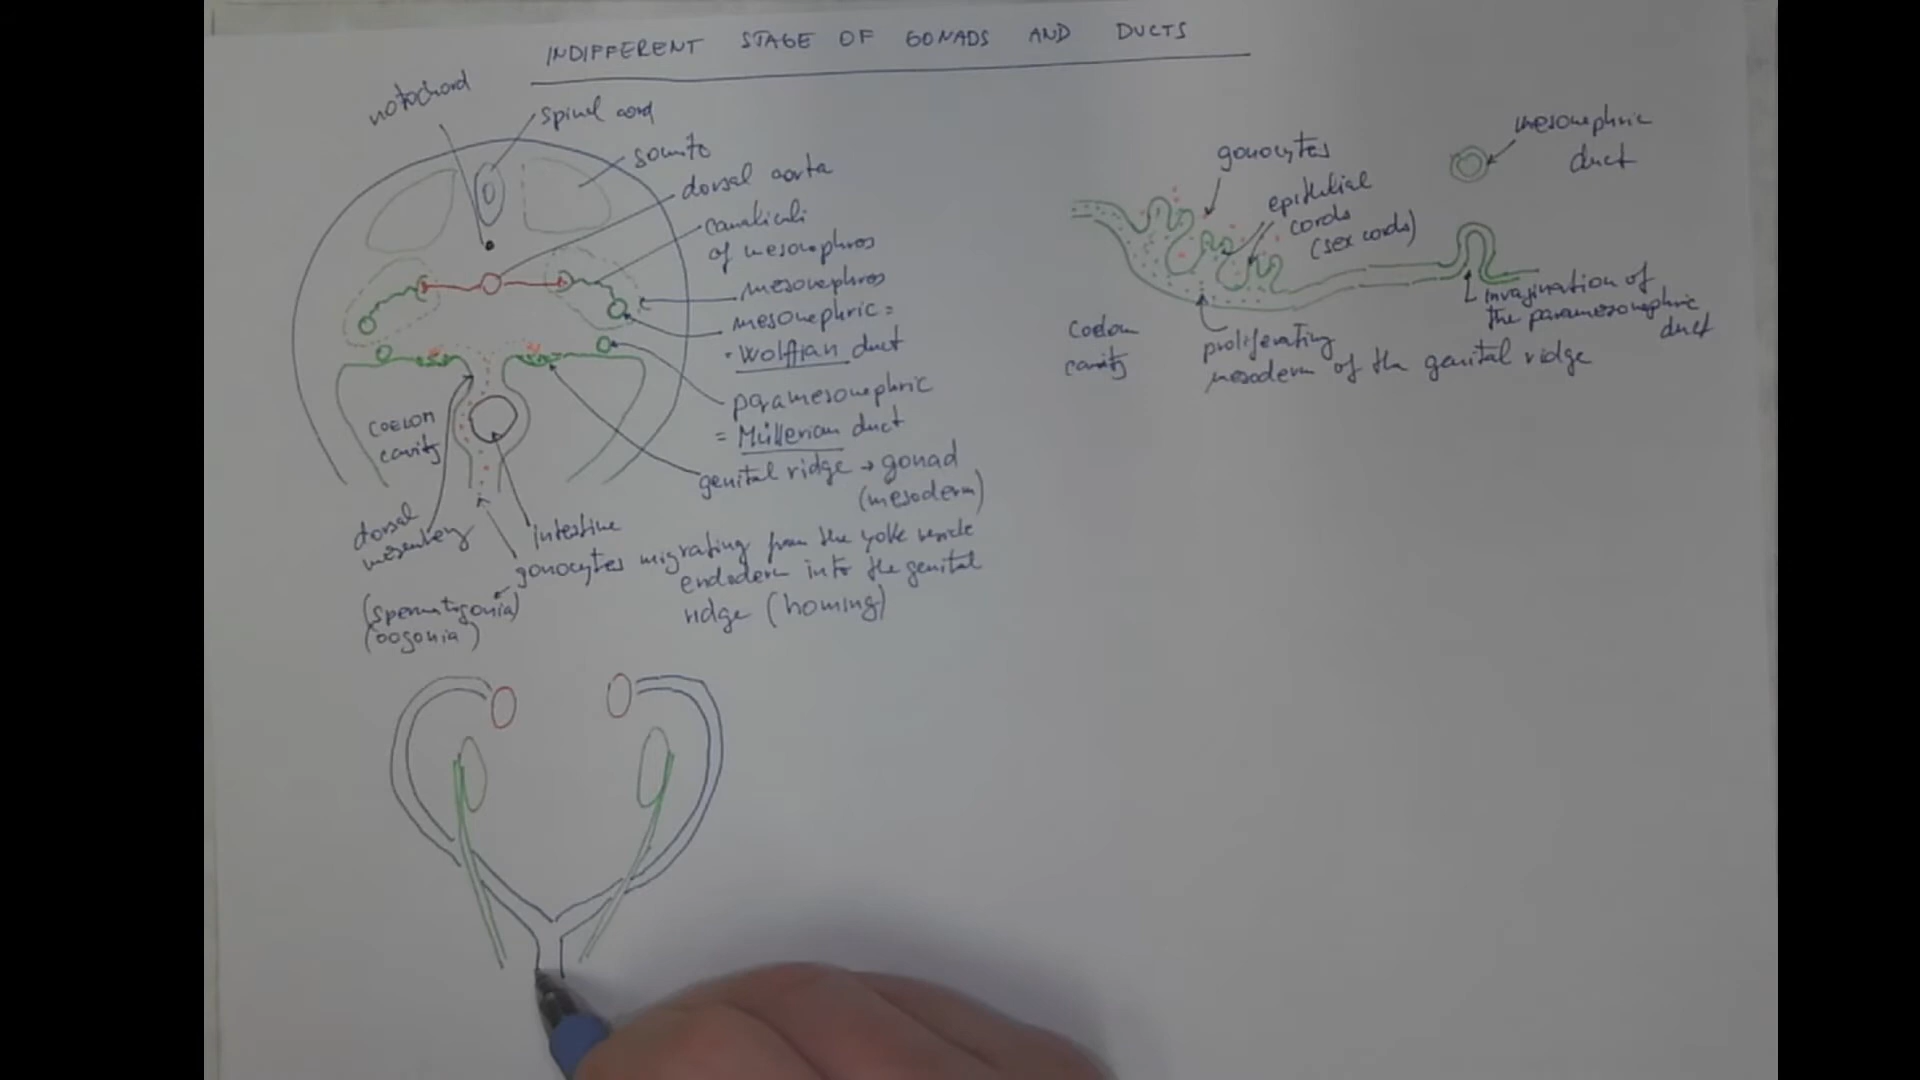 INDIFFERENT STAGE OF GONADS AND DUCTS
notochord
spinal cord
somite
dorsal aorta
canaliculi
of mesonephros
mesonephros
mesonephric =
= Wolffian duct
paramesonephric
= Müllerian duct
genital ridge → gonad
(mesoderm)
coelom
cavity
dorsal
mesentery
intestine
gonocytes migrating from the yolk vesicle
endoderm into the genital
ridge (homing)
(spermatogonia)
(oogonia)
gonocytes
epithelial
cords
(sex cords)
mesonephric
duct
invagination of
the paramesonephric
duct
coelom
cavity
proliferating
mesoderm of the genital ridge